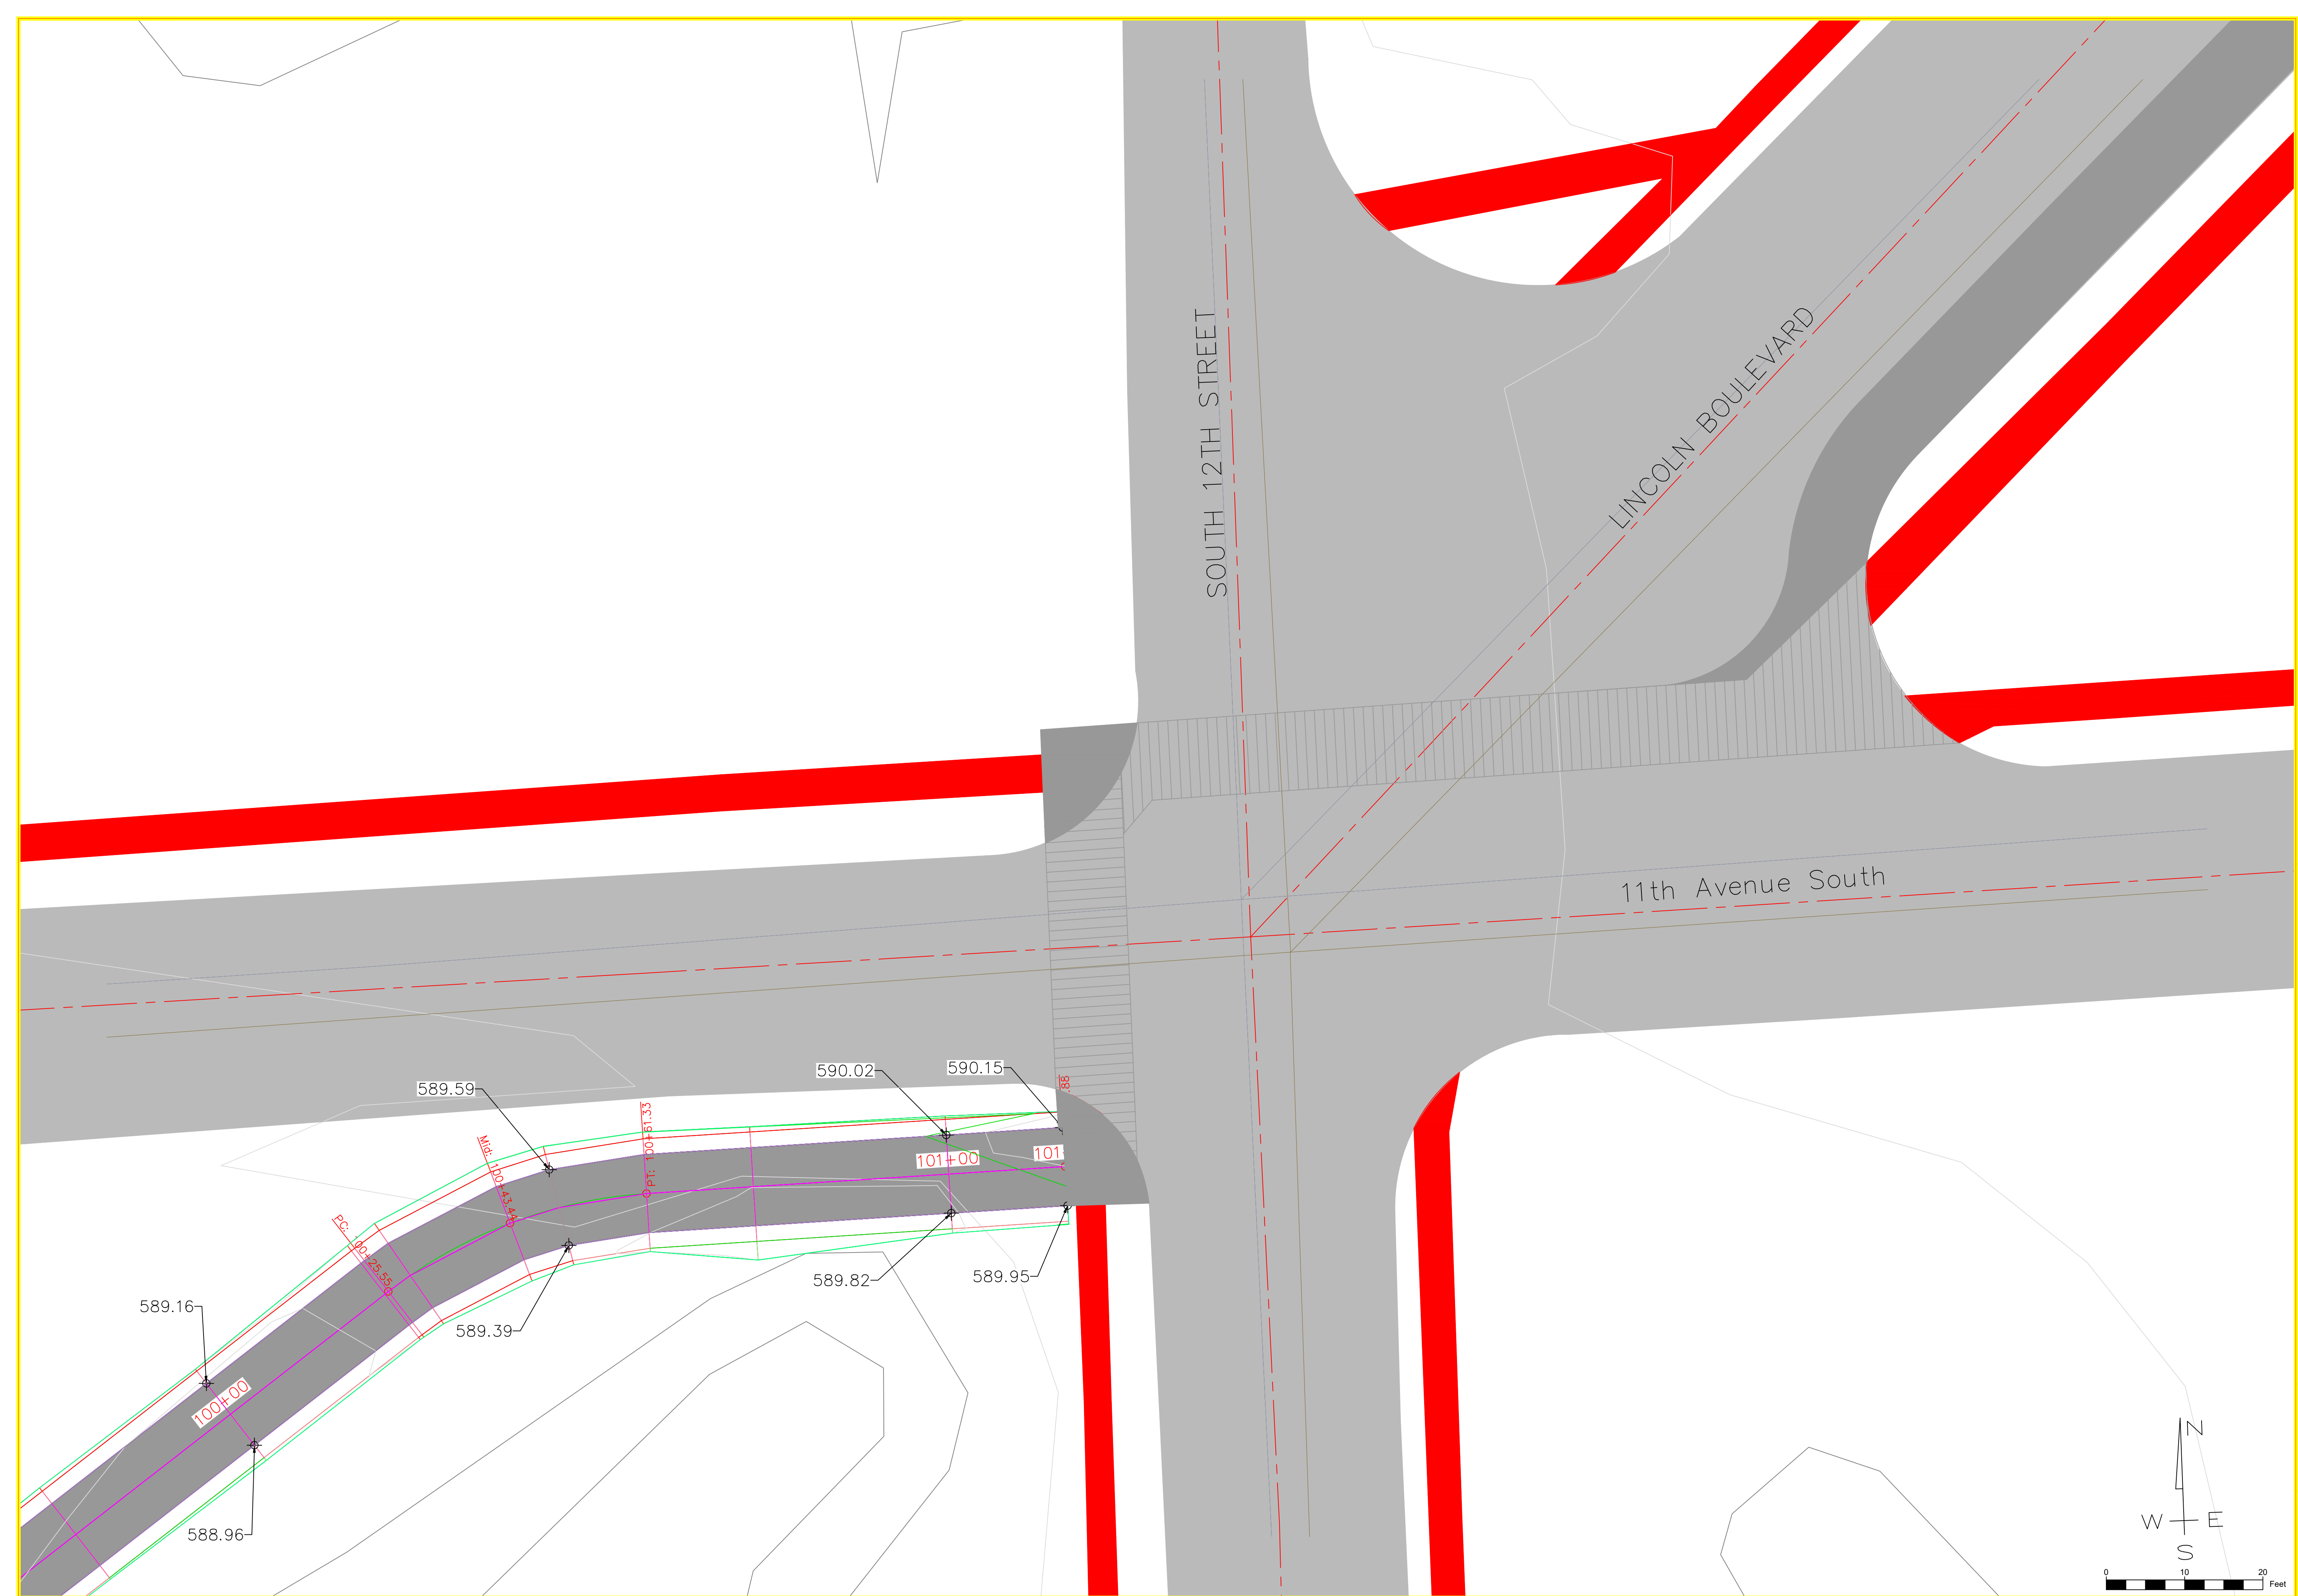 SOUTH 12TH STREET
LINCOLN BOULEVARD
11th Avenue South
590.02
590.15
589.59
.88
PT: 100+61.33
Mid: 100+43.44
101+00
101
PC: 00+25.55
589.82
589.95
589.16
589.39
100+00
588.96
N
W
E
S
0
10
20
Feet